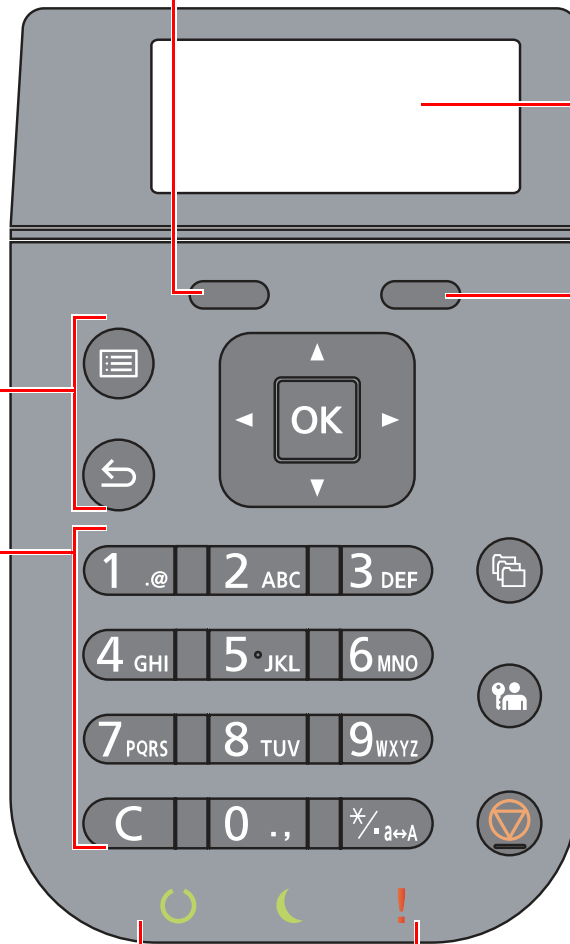 OK
1 .@ 2 ABC 3 DEF
4 GHI 5 JKL 6 MNO
7 PQRS 8 TUV 9 WXYZ
C 0 ., */. a↔A
!